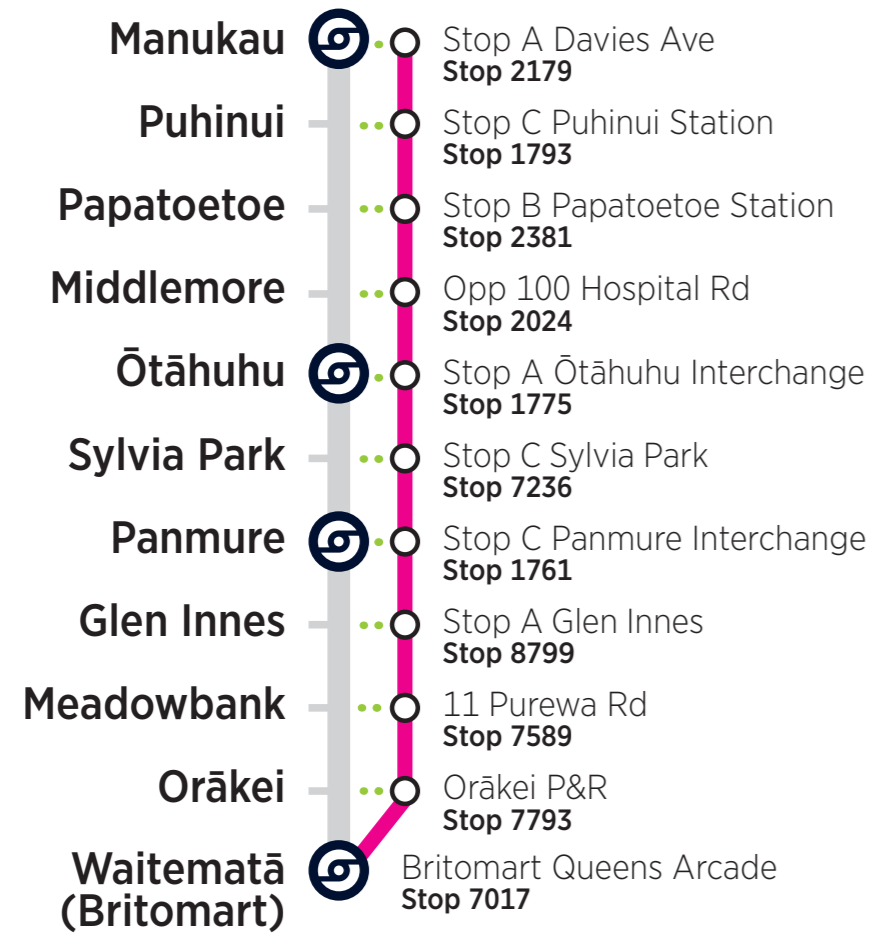 Manukau
Stop A Davies Ave
Stop 2179
Puhinui
Stop C Puhinui Station
Stop 1793
Papatoetoe
Stop B Papatoetoe Station
Stop 2381
Middlemore
Opp 100 Hospital Rd
Stop 2024
Ōtāhuhu
Stop A Ōtāhuhu Interchange
Stop 1775
Sylvia Park
Stop C Sylvia Park
Stop 7236
Panmure
Stop C Panmure Interchange
Stop 1761
Glen Innes
Stop A Glen Innes
Stop 8799
Meadowbank
11 Purewa Rd
Stop 7589
Orākei
Orākei P&R
Stop 7793
Waitematā
(Britomart)
Britomart Queens Arcade
Stop 7017